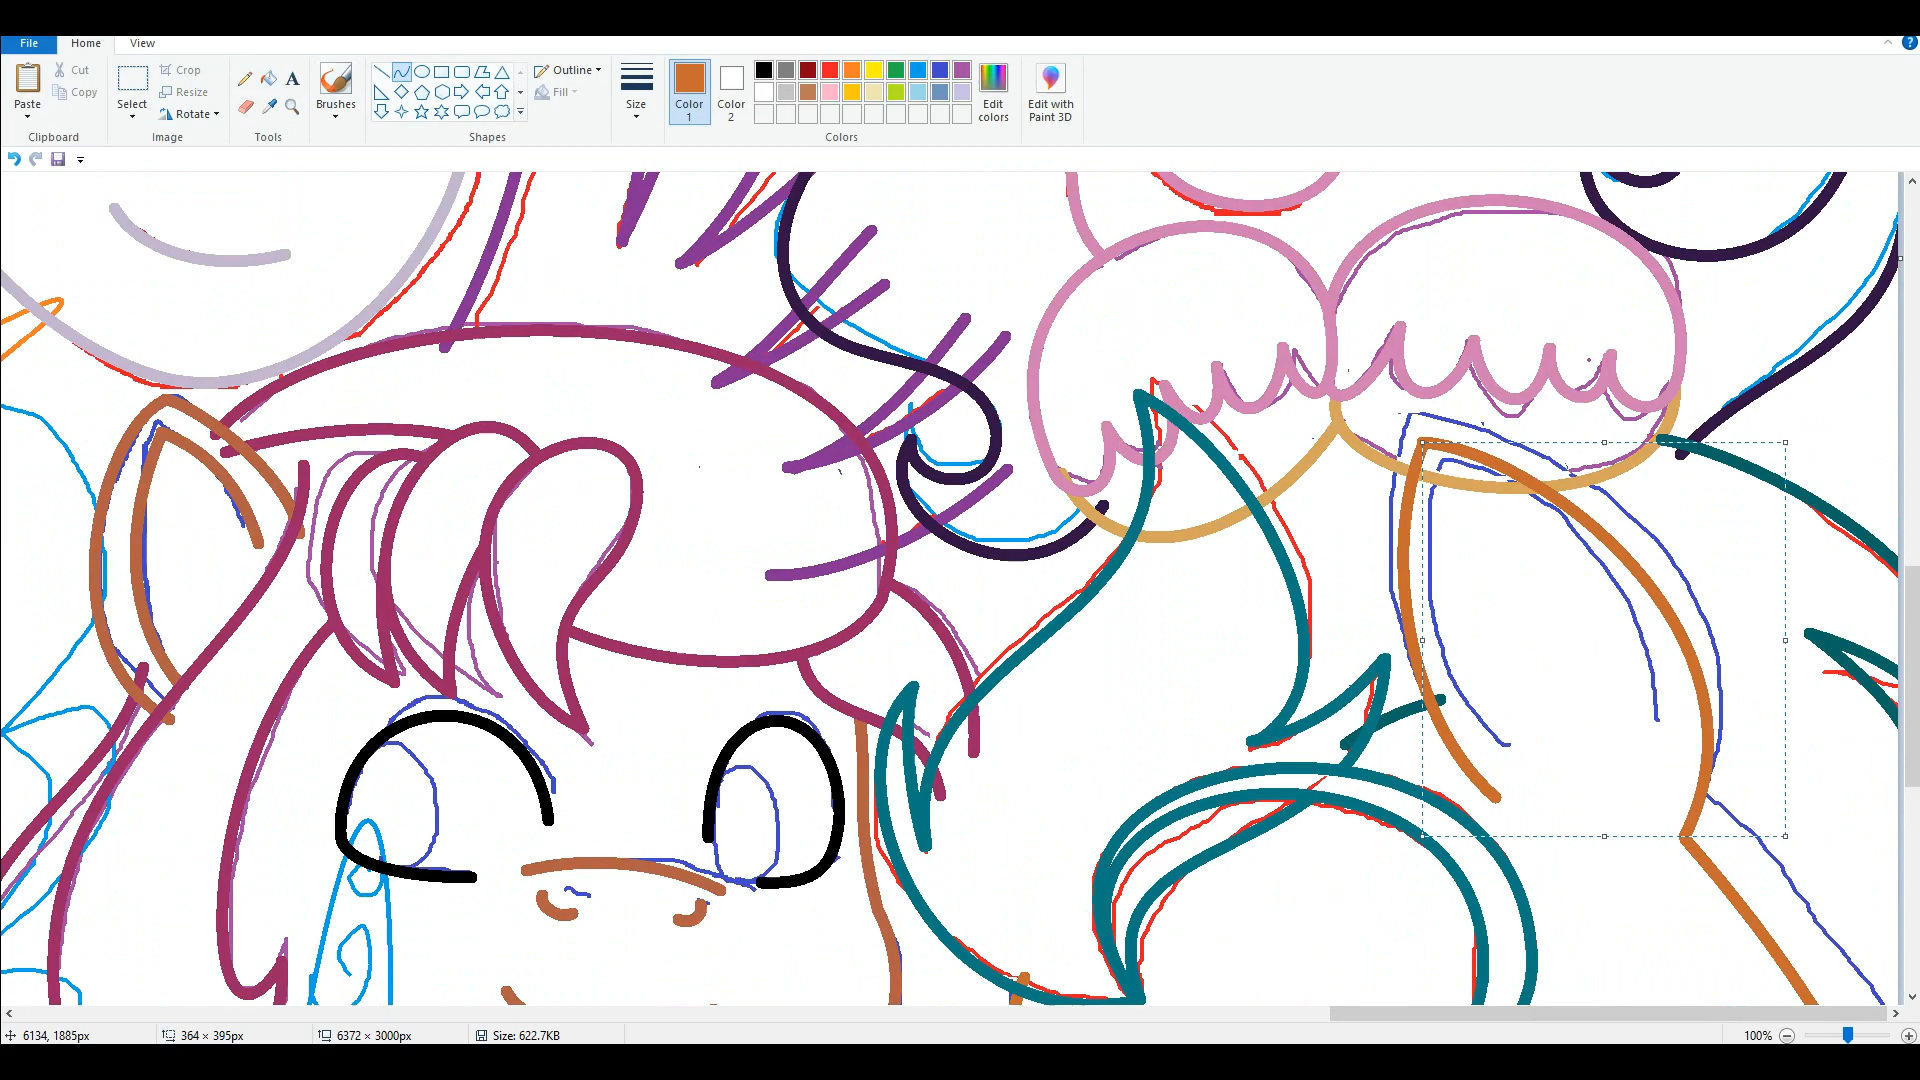 File Home View
Paste Cut Copy
Clipboard
Select Crop Resize Rotate
Image
A
Tools
Brushes
Shapes
Outline Fill
Size
Color 1
Color 2
Edit colors
Colors
Edit with Paint 3D
?
6134, 1885px 364 × 395px 6372 × 3000px Size: 622.7KB 100%